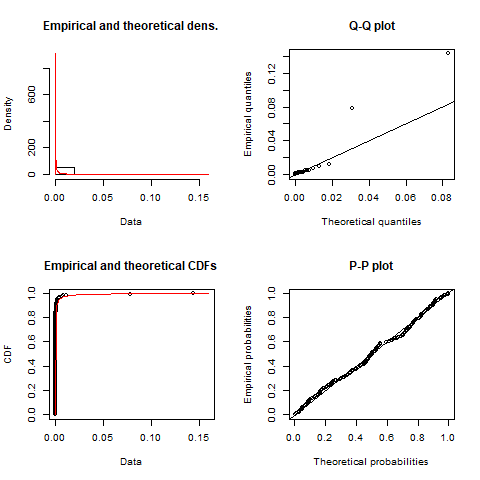 Empirical and theoretical dens.
Density
0 200 600
0.00 0.05 0.10 0.15
Data
Q-Q plot
Empirical quantiles
0.00 0.04 0.08 0.12
0.00 0.02 0.04 0.06 0.08
Theoretical quantiles
Empirical and theoretical CDFs
CDF
0.0 0.2 0.4 0.6 0.8 1.0
0.00 0.05 0.10 0.15
Data
P-P plot
Empirical probabilities
0.0 0.2 0.4 0.6 0.8 1.0
0.0 0.2 0.4 0.6 0.8 1.0
Theoretical probabilities